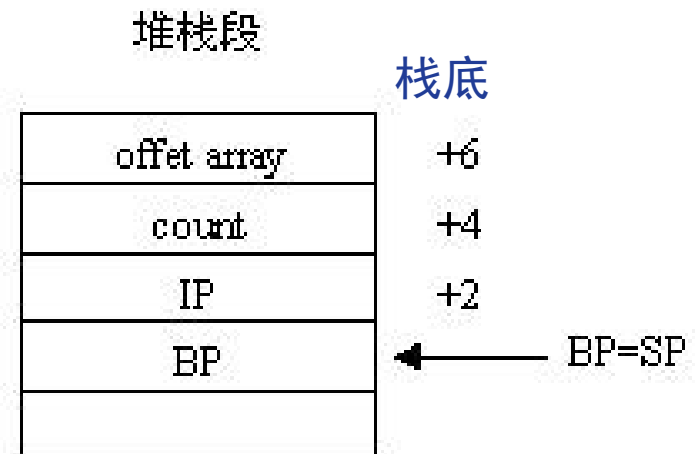 堆栈段
栈底
offet array +6
count +4
IP +2
BP BP=SP